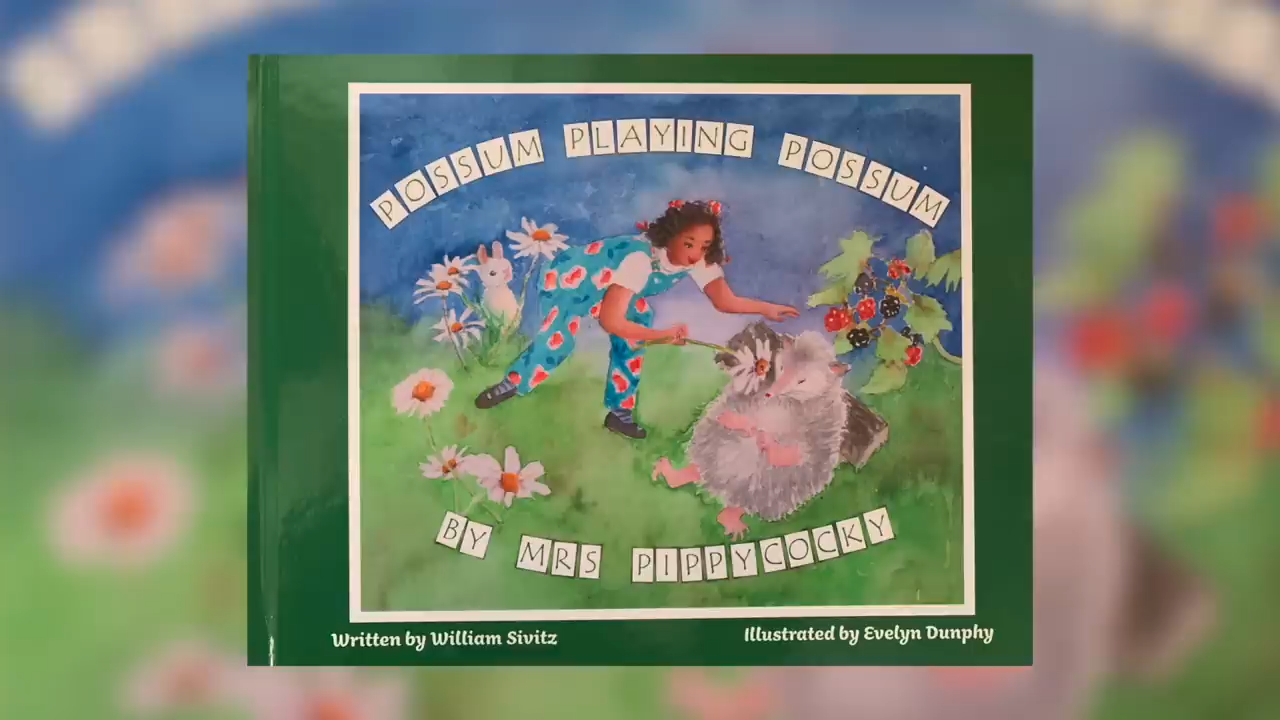 POSSUM PLAYING POSSUM
BY MRS PIPPYCOCKY
Written by William Sivitz
Illustrated by Evelyn Dunphy